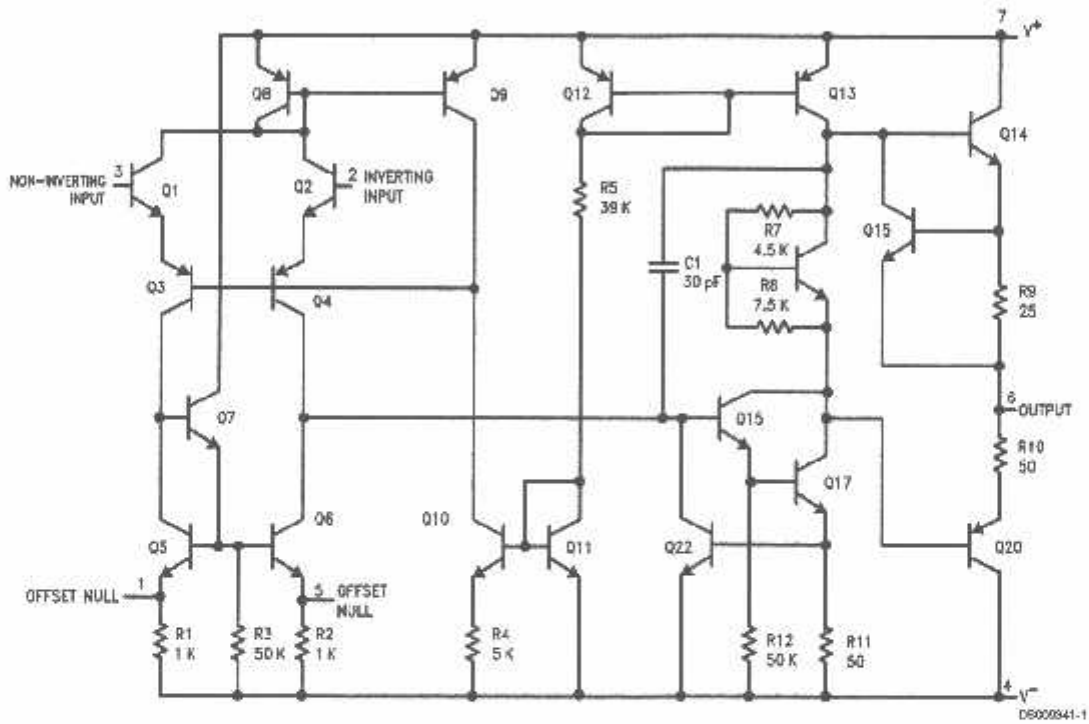 7
V+
Q8
Q9
Q12
Q13
Q14
3
NON-INVERTING
INPUT
Q1
Q2
2 INVERTING
INPUT
R5
39 K
R7
4.5 K
Q15
Q3
Q4
C1
30 pF
R8
7.5 K
R9
25
Q7
Q15
6
OUTPUT
R10
50
Q17
Q5
Q6
Q10
Q11
Q22
Q20
1
OFFSET NULL
5
OFFSET
NULL
R1
1 K
R3
50 K
R2
1 K
R4
5 K
R12
50 K
R11
50
4
V-
DS009341-1